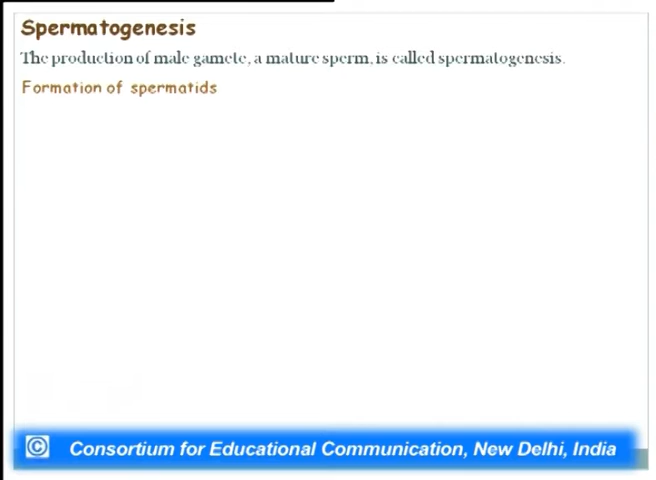 Spermatogenesis
The production of male gamete, a mature sperm, is called spermatogenesis.
Formation of spermatids
© Consortium for Educational Communication, New Delhi, India